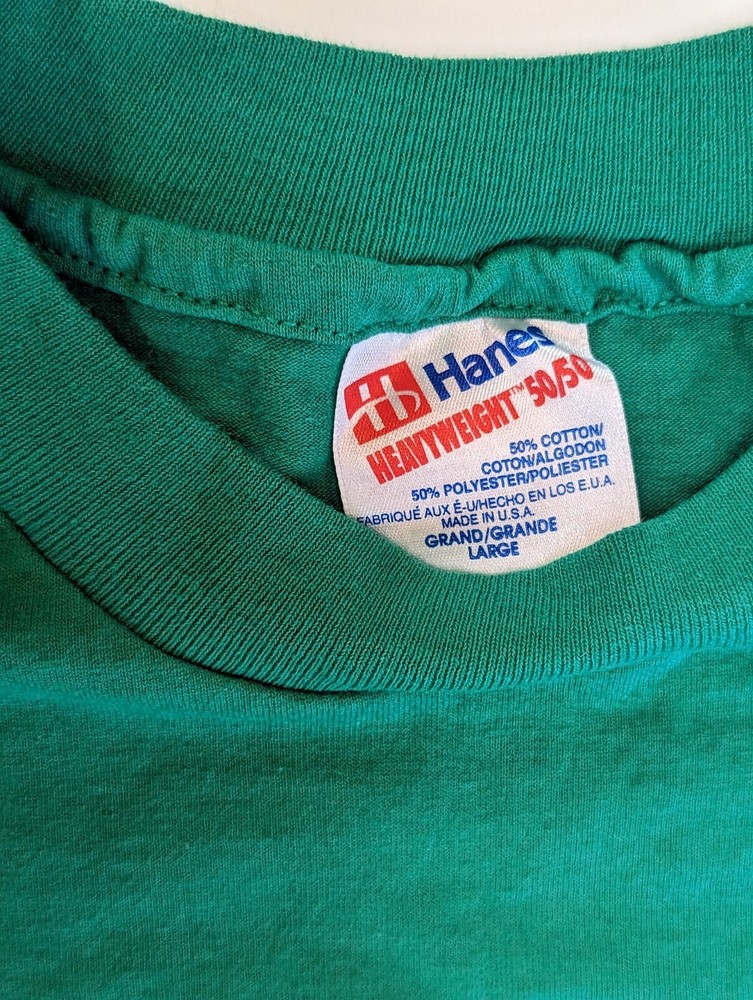 Hanes
HEAVYWEIGHT™ 50/50
50% COTTON/
COTON/ALGODON
50% POLYESTER/POLIESTER
FABRIQUÉ AUX É-U/HECHO EN LOS E.U.A.
MADE IN U.S.A.
GRAND/GRANDE
LARGE